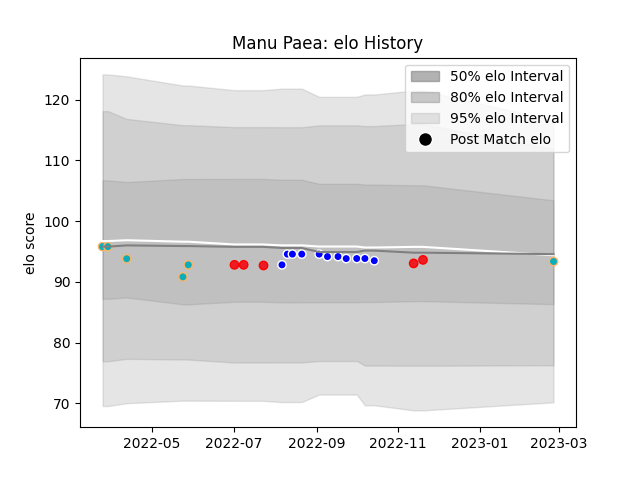 Manu Paea: elo History
50% elo Interval
80% elo Interval
95% elo Interval
Post Match elo
elo score
120
110
100
90
80
70
2022-05
2022-07
2022-09
2022-11
2023-01
2023-03